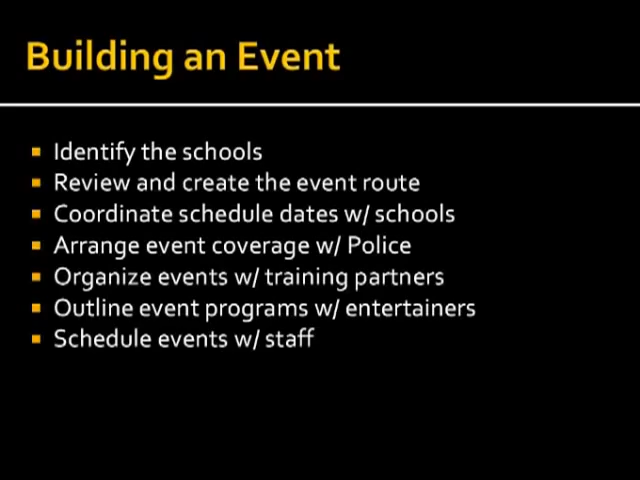 Building an Event
Identify the schools
Review and create the event route
Coordinate schedule dates w/ schools
Arrange event coverage w/ Police
Organize events w/ training partners
Outline event programs w/ entertainers
Schedule events w/ staff